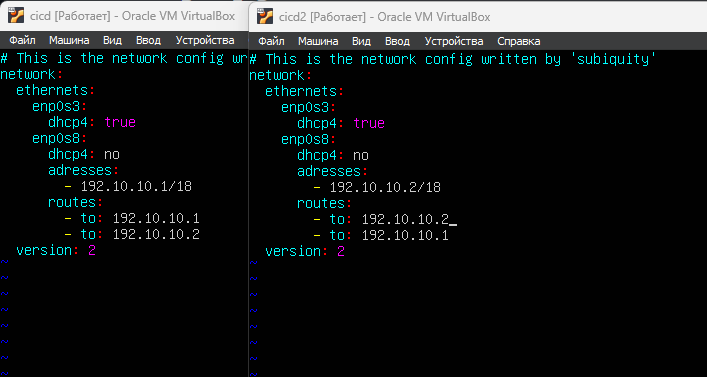 cicd [Работает] - Oracle VM VirtualBox
Файл Машина Вид Ввод Устройства
# This is the network config wr
network:
ethernets:
enp0s3:
dhcp4: true
enp0s8:
dhcp4: no
adresses:
- 192.10.10.1/18
routes:
- to: 192.10.10.1
- to: 192.10.10.2
version: 2
~
~
~
~
~
~
~
~
cicd2 [Работает] - Oracle VM VirtualBox
Файл Машина Вид Ввод Устройства Справка
# This is the network config written by 'subiquity'
network:
ethernets:
enp0s3:
dhcp4: true
enp0s8:
dhcp4: no
adresses:
- 192.10.10.2/18
routes:
- to: 192.10.10.2_
- to: 192.10.10.1
version: 2
~
~
~
~
~
~
~
~